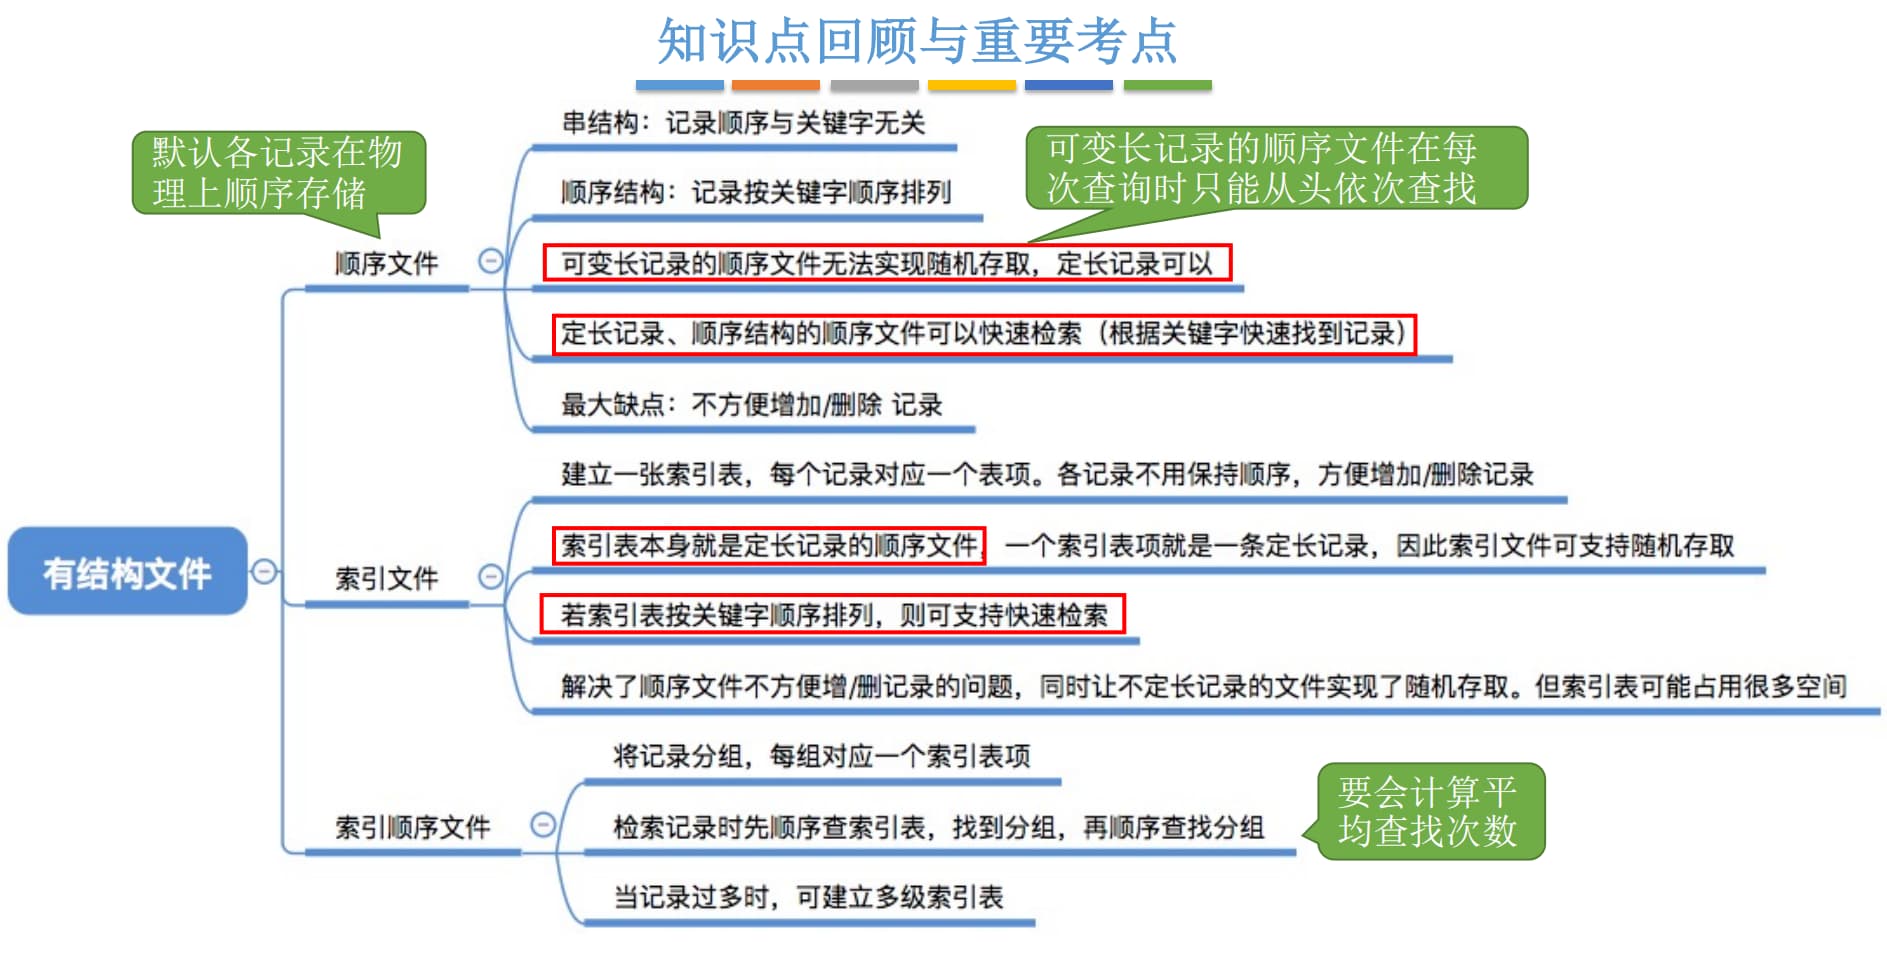 知识点回顾与重要考点
默认各记录在物
理上顺序存储
可变长记录的顺序文件在每
次查询时只能从头依次查找
有结构文件
顺序文件
串结构：记录顺序与关键字无关
顺序结构：记录按关键字顺序排列
可变长记录的顺序文件无法实现随机存取，定长记录可以
定长记录、顺序结构的顺序文件可以快速检索（根据关键字快速找到记录）
最大缺点：不方便增加/删除 记录
索引文件
建立一张索引表，每个记录对应一个表项。各记录不用保持顺序，方便增加/删除记录
索引表本身就是定长记录的顺序文件，一个索引表项就是一条定长记录，因此索引文件可支持随机存取
若索引表按关键字顺序排列，则可支持快速检索
解决了顺序文件不方便增/删记录的问题，同时让不定长记录的文件实现了随机存取。但索引表可能占用很多空间
索引顺序文件
将记录分组，每组对应一个索引表项
检索记录时先顺序查索引表，找到分组，再顺序查找分组
当记录过多时，可建立多级索引表
要会计算平
均查找次数